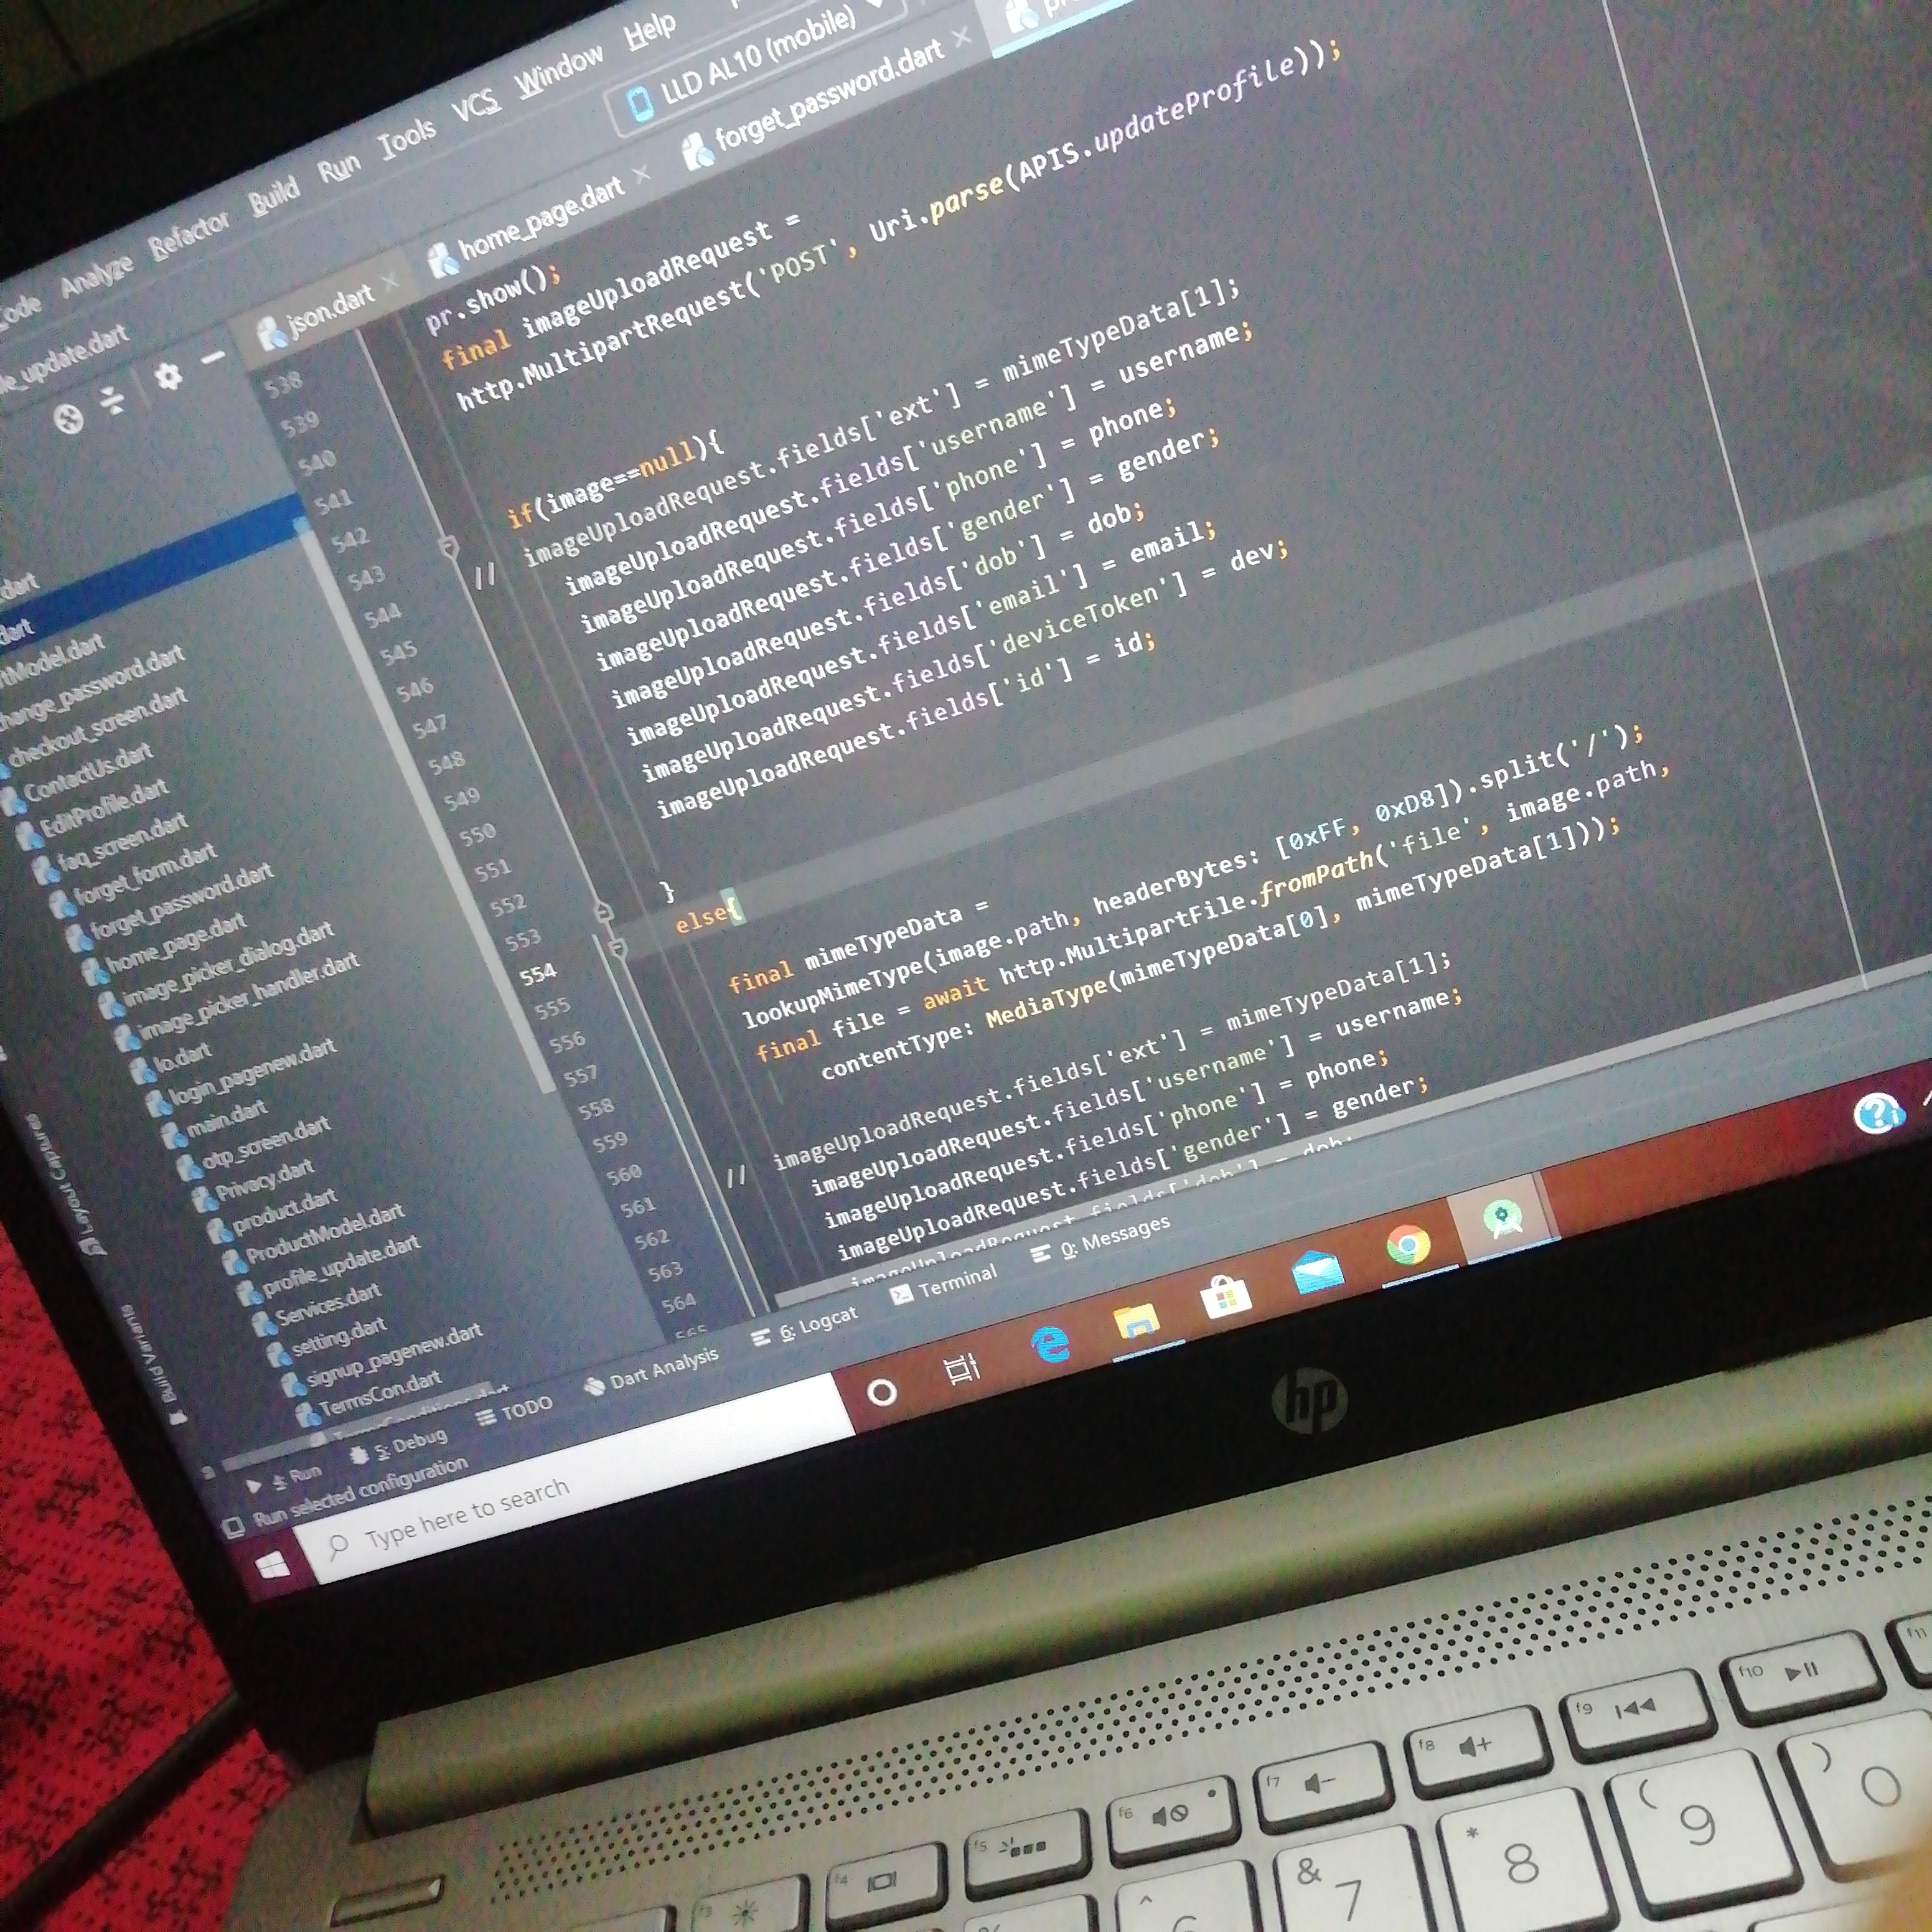 Code Analyze Refactor Build Run Tools VCS Window Help
LLD AL10 (mobile)
json.dart
home_page.dart
forget_password.dart
538
539
540
541
542
543
544
545
546
547
548
549
550
551
552
553
554
555
556
557
558
559
560
561
562
563
564
565
pr.show();
final imageUploadRequest =
http.MultipartRequest('POST', Uri.parse(APIS.updateProfile));
if(image==null){
// imageUploadRequest.fields['ext'] = mimeTypeData[1];
imageUploadRequest.fields['username'] = username;
imageUploadRequest.fields['phone'] = phone;
imageUploadRequest.fields['gender'] = gender;
imageUploadRequest.fields['dob'] = dob;
imageUploadRequest.fields['email'] = email;
imageUploadRequest.fields['deviceToken'] = dev;
imageUploadRequest.fields['id'] = id;
}
else{
final mimeTypeData =
lookupMimeType(image.path, headerBytes: [0xFF, 0xD8]).split('/');
final file = await http.MultipartFile.fromPath('file', image.path,
contentType: MediaType(mimeTypeData[0], mimeTypeData[1]));
// imageUploadRequest.fields['ext'] = mimeTypeData[1];
imageUploadRequest.fields['username'] = username;
imageUploadRequest.fields['phone'] = phone;
imageUploadRequest.fields['gender'] = gender;
imageUploadRequest.fields['dob'] = dob;
checkout_screen.dart
ContactUs.dart
EditProfile.dart
faq_screen.dart
forget_form.dart
forget_password.dart
home_page.dart
image_picker_dialog.dart
image_picker_handler.dart
lo.dart
login_pagenew.dart
main.dart
otp_screen.dart
Privacy.dart
product.dart
ProductModel.dart
profile_update.dart
Services.dart
setting.dart
signup_pagenew.dart
TermsCon.dart
Layout Captures
Build Variants
4: Run
5: Debug
TODO
Dart Analysis
6: Logcat
Terminal
0: Messages
Run selected configuration
Type here to search
hp
f4
f5
f6
f7
f8
f9
f10
f11
&
7
*
8
(
9
)
0